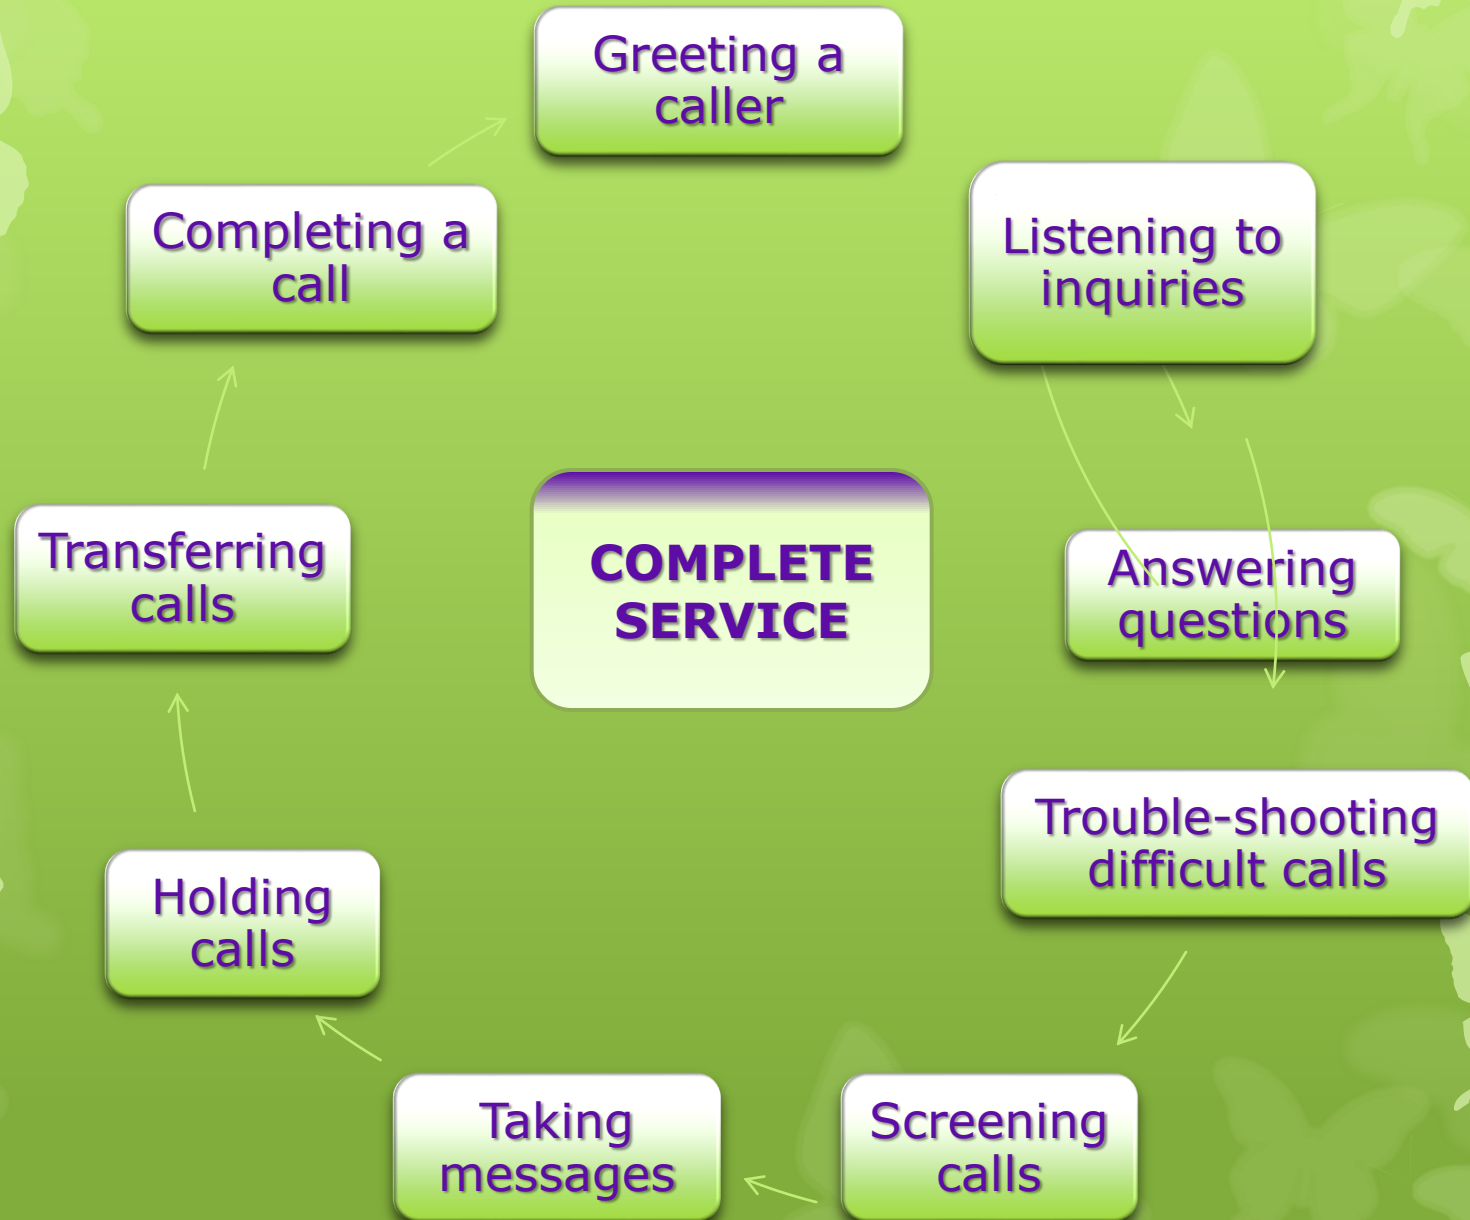 Greeting a
caller
Listening to
inquiries
Answering
questions
Trouble-shooting
difficult calls
Screening
calls
Taking
messages
Holding
calls
Transferring
calls
Completing a
call
COMPLETE
SERVICE